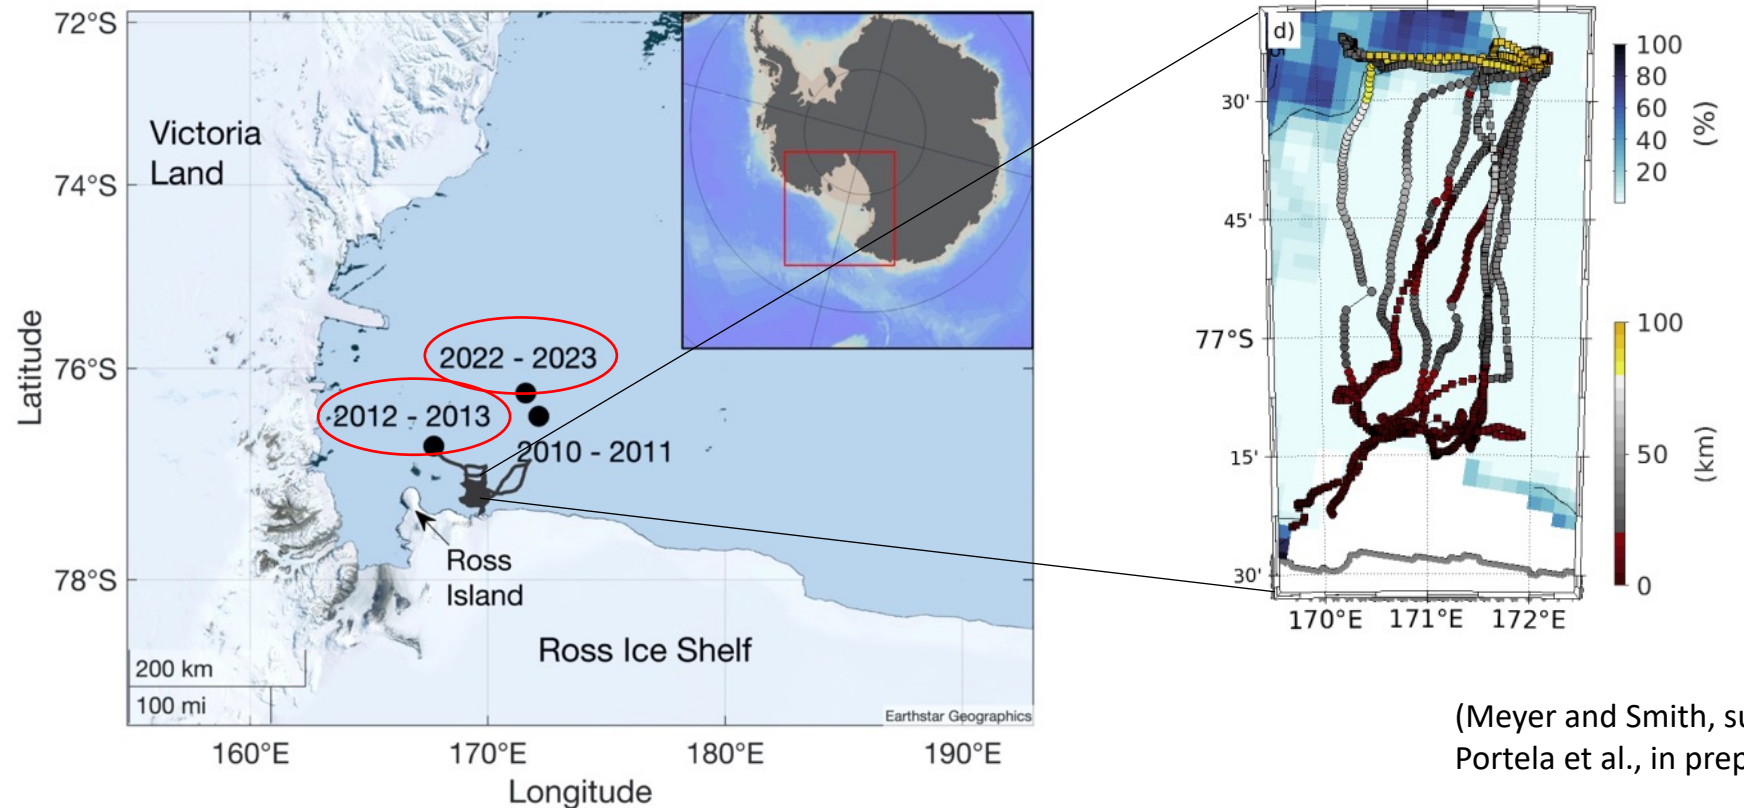 72°S
74°S
76°S
78°S
Latitude
Victoria
Land
2022 - 2023
2012 - 2013
2010 - 2011
Ross
Island
Ross Ice Shelf
200 km
100 mi
Earthstar Geographics
160°E
170°E
180°E
190°E
Longitude
d)
30'
45'
77°S
15'
30'
170°E
171°E
172°E
100
80
60
40
20
(%)
100
50
0
(km)
(Meyer and Smith, su
Portela et al., in prep